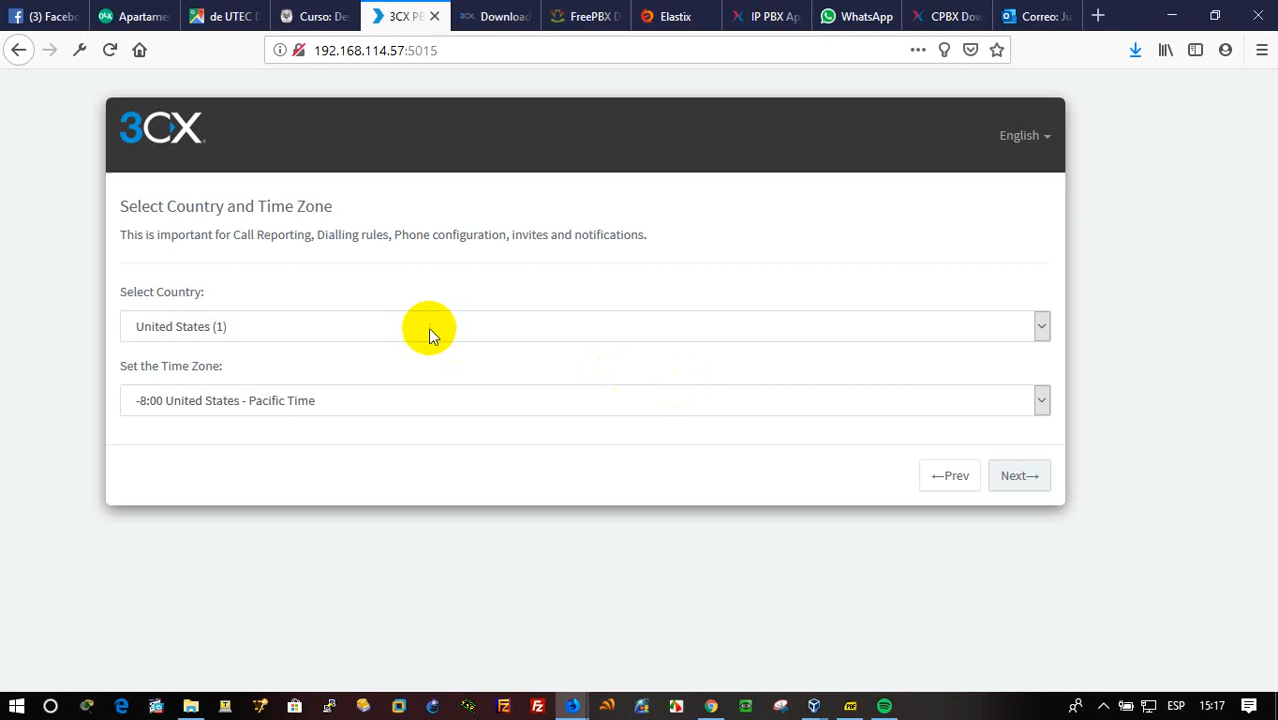 (3) Faceb
Apartame
de UTEC D
Curso: De
3CX PB
Download
FreePBX D
Elastix
IP PBX Ap
WhatsApp
CPBX Dow
Correo: Ju
192.168.114.57:5015
3CX
English
Select Country and Time Zone
This is important for Call Reporting, Dialling rules, Phone configuration, invites and notifications.
Select Country:
United States (1)
Set the Time Zone:
-8:00 United States - Pacific Time
←Prev
Next→
ESP
15:17